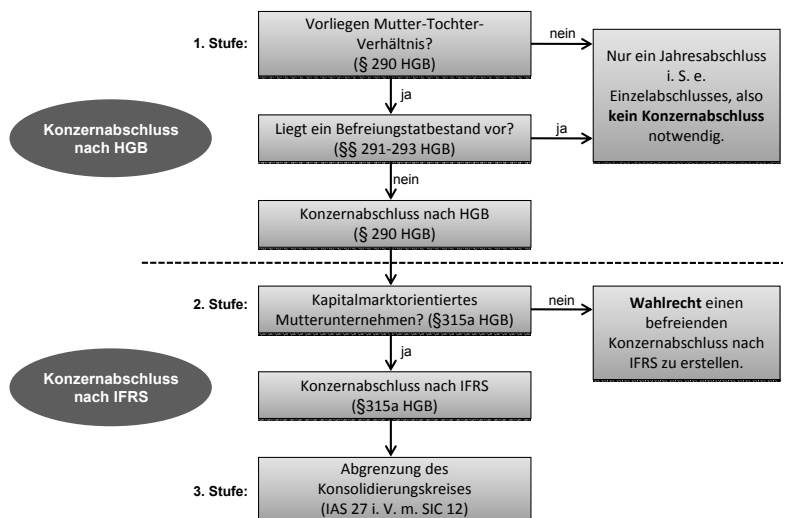 1. Stufe:
Vorliegen Mutter-Tochter-
Verhältnis?
(§ 290 HGB)
nein
Nur ein Jahresabschluss
i. S. e.
Einzelabschlusses, also
kein Konzernabschluss
notwendig.
ja
Konzernabschluss
nach HGB
Liegt ein Befreiungstatbestand vor?
(§§ 291-293 HGB)
ja
nein
Konzernabschluss nach HGB
(§ 290 HGB)
2. Stufe:
Kapitalmarktorientiertes
Mutterunternehmen? (§315a HGB)
nein
Wahlrecht einen
befreienden
Konzernabschluss nach
IFRS zu erstellen.
ja
Konzernabschluss
nach IFRS
Konzernabschluss nach IFRS
(§315a HGB)
3. Stufe:
Abgrenzung des
Konsolidierungskreises
(IAS 27 i. V. m. SIC 12)